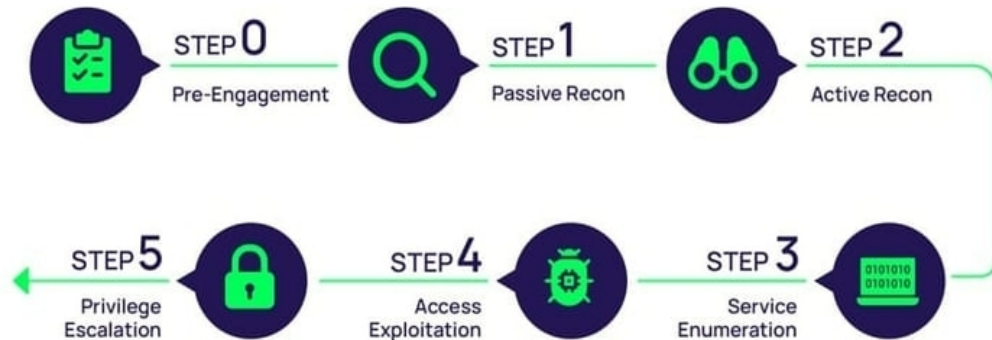 STEP 0
Pre-Engagement
STEP 1
Passive Recon
STEP 2
Active Recon
STEP 3
Service
Enumeration
0101010
0101010
STEP 4
Access
Exploitation
STEP 5
Privilege
Escalation